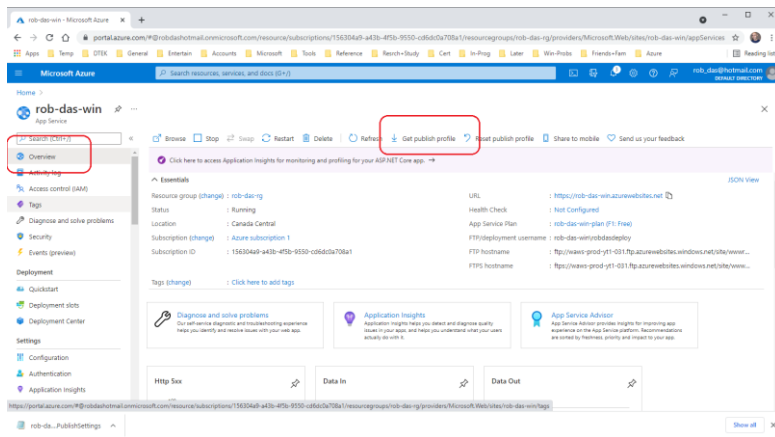 rob-das-win - Microsoft Azure
portal.azure.com/#@robdashotmail.onmicrosoft.com/resource/subscriptions/156304a9-a43b-4f5b-9550-cd6dc0a708a1/resourcegroups/rob-das-rg/providers/Microsoft.Web/sites/rob-das-win/appServices
Apps Temp DTEK General Entertain Accounts Microsoft Tools Reference Resrch+Study Cert In-Prog Later Win-Probs Friends+Fam Azure Reading list
Microsoft Azure
Search resources, services, and docs (G+/)
rob_das@hotmail.com
DEFAULT DIRECTORY
Home >
rob-das-win
App Service
Search (Ctrl+/)
Browse Stop Swap Restart Delete Refresh Get publish profile Reset publish profile Share to mobile Send us your feedback
Overview
Activity log
Access control (IAM)
Tags
Diagnose and solve problems
Security
Events (preview)
Deployment
Quickstart
Deployment slots
Deployment Center
Settings
Configuration
Authentication
Application Insights
Click here to access Application Insights for monitoring and profiling for your ASP.NET Core app. →
Essentials
JSON View
Resource group (change) : rob-das-rg
Status : Running
Location : Canada Central
Subscription (change) : Azure subscription 1
Subscription ID : 156304a9-a43b-4f5b-9550-cd6dc0a708a1
URL : https://rob-das-win.azurewebsites.net
Health Check : Not Configured
App Service Plan : rob-das-win-plan (F1: Free)
FTP/deployment username : rob-das-win\robdasdeploy
FTP hostname : ftp://waws-prod-yt1-031.ftp.azurewebsites.windows.net/site/wwwr...
FTPS hostname : ftps://waws-prod-yt1-031.ftp.azurewebsites.windows.net/site/www...
Tags (change) : Click here to add tags
Diagnose and solve problems
Our self-service diagnostic and troubleshooting experience
helps you identify and resolve issues with your web app.
Application Insights
Application Insights helps you detect and diagnose quality
issues in your apps, and helps you understand what your users
actually do with it.
App Service Advisor
App Service Advisor provides insights for improving app
experience on the App Service platform. Recommendations
are sorted by freshness, priority and impact to your app.
Http 5xx
Data In
Data Out
https://portal.azure.com/#@robdashotmail.onmicrosoft.com/resource/subscriptions/156304a9-a43b-4f5b-9550-cd6dc0a708a1/resourcegroups/rob-das-rg/providers/Microsoft.Web/sites/rob-das-win/tags
rob-da....PublishSettings
Show all